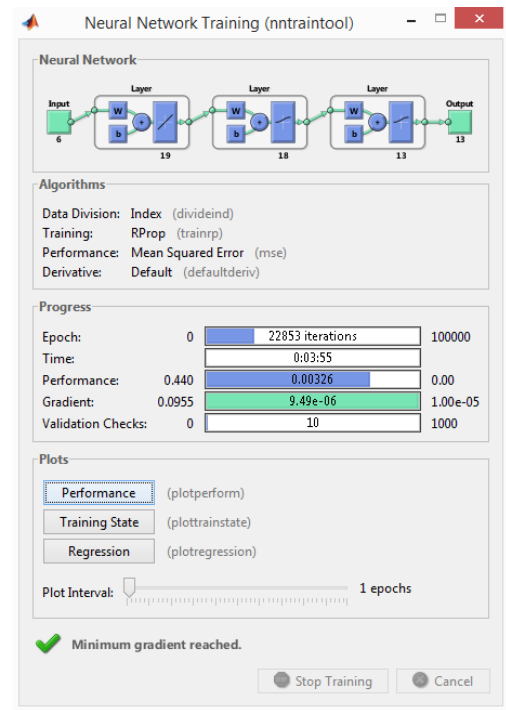 Neural Network Training (nntraintool)
Neural Network
Layer Layer Layer
Input Output
W W W
+ + +
b b b
6 13
19 18 13
Algorithms
Data Division: Index (divideind)
Training: RProp (trainrp)
Performance: Mean Squared Error (mse)
Derivative: Default (defaultderiv)
Progress
Epoch: 0 22853 iterations 100000
Time: 0:03:55
Performance: 0.440 0.00326 0.00
Gradient: 0.0955 9.49e-06 1.00e-05
Validation Checks: 0 10 1000
Plots
Performance (plotperform)
Training State (plottrainstate)
Regression (plotregression)
Plot Interval: 1 epochs
Minimum gradient reached.
Stop Training Cancel